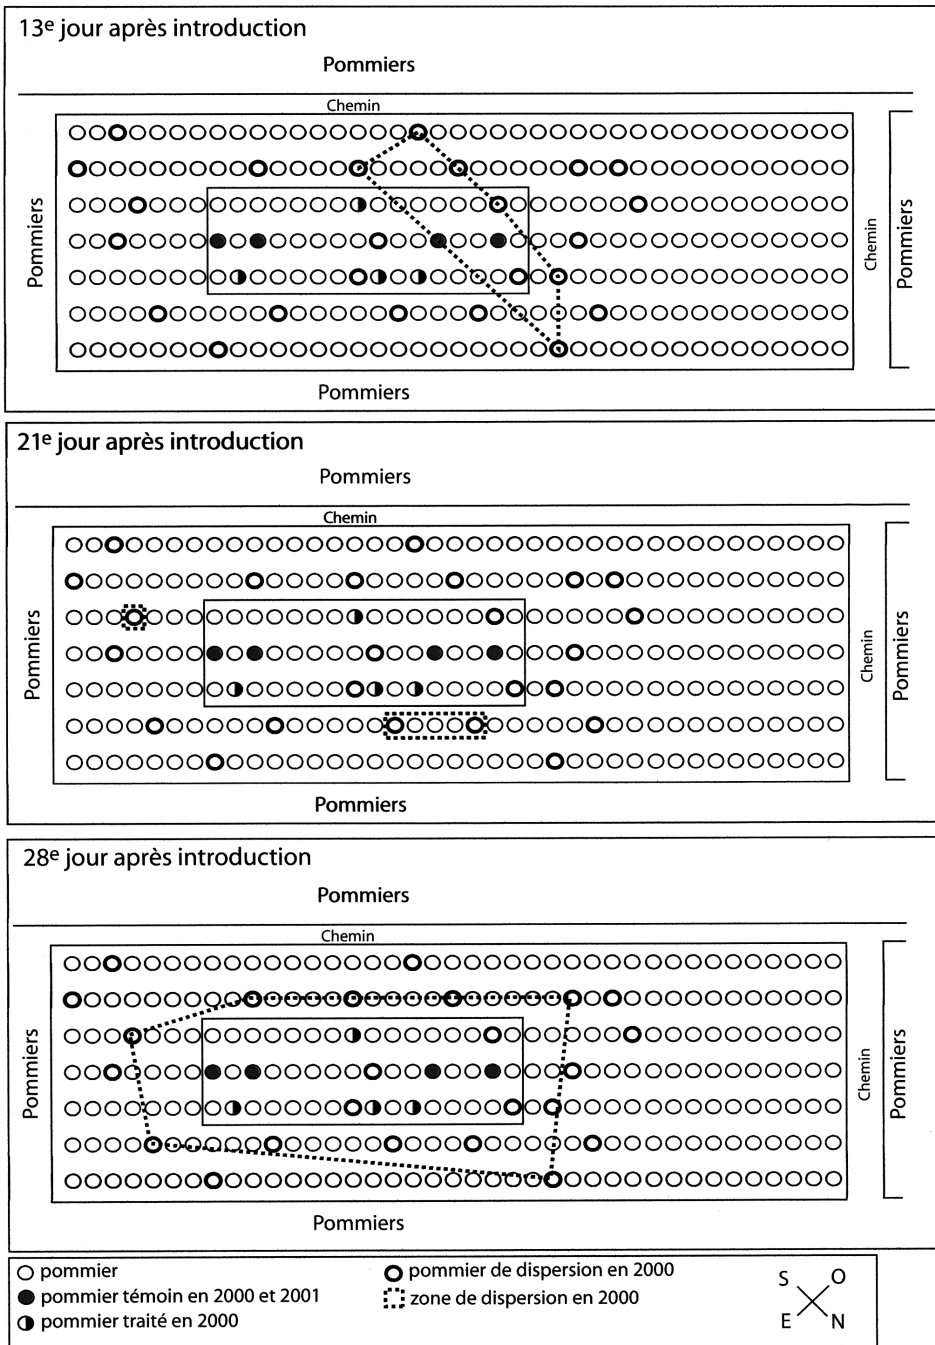 13e jour après introduction
Pommiers
Chemin
Pommiers
Chemin
Pommiers
Pommiers
21e jour après introduction
Pommiers
Chemin
Pommiers
Chemin
Pommiers
Pommiers
28e jour après introduction
Pommiers
Chemin
Pommiers
Chemin
Pommiers
Pommiers
pommier
pommier témoin en 2000 et 2001
pommier traité en 2000
pommier de dispersion en 2000
zone de dispersion en 2000
S O
E N